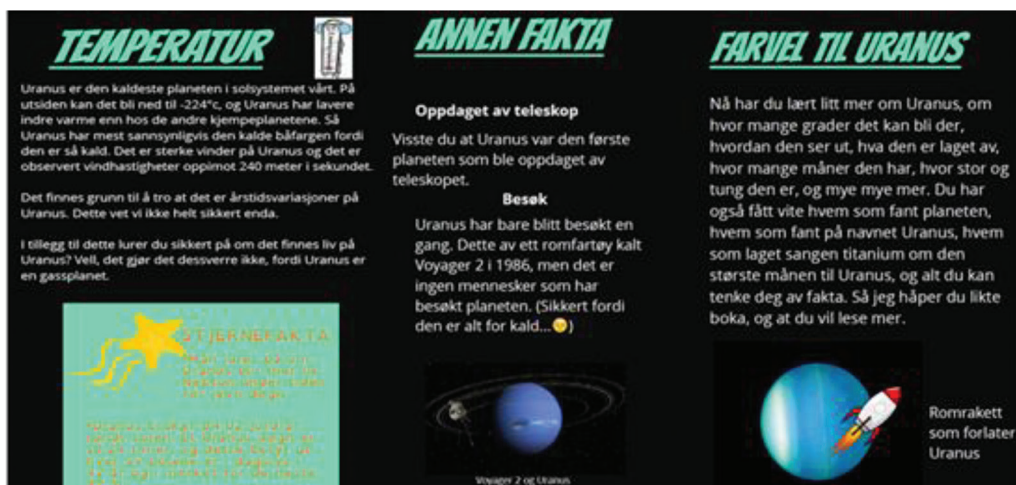 TEMPERATUR
Uranus er den kaldeste planeten i solsystemet vårt. På
utsiden kan det bli ned til -224°c, og Uranus har lavere
indre varme enn hos de andre kjempeplanetene. Så
Uranus har mest sannsynligvis den kalde blåfargen fordi
den er så kald. Det er sterke vinder på Uranus og det er
observert vindhastigheter oppimot 240 meter i sekundet.
Det finnes grunn til å tro at det er årstidsvariasjoner på
Uranus. Dette vet vi ikke helt sikkert enda.
I tillegg til dette lurer du sikkert på om det finnes liv på
Uranus? Vell, det gjør det dessverre ikke, fordi Uranus er
en gassplanet.
STJERNEFAKTA
ANNEN FAKTA
Oppdaget av teleskop
Visste du at Uranus var den første
planeten som ble oppdaget av
teleskopet.
Besøk
Uranus har bare blitt besøkt en
gang. Dette av ett romfartøy kalt
Voyager 2 i 1986, men det er
ingen mennesker som har
besøkt planeten. (Sikkert fordi
den er alt for kald...)
Voyager 2 og Uranus
FARVEL TIL URANUS
Nå har du lært litt mer om Uranus, om
hvor mange grader det kan bli der,
hvordan den ser ut, hva den er laget av,
hvor mange måner den har, hvor stor og
tung den er, og mye mye mer. Du har
også fått vite hvem som fant planeten,
hvem som fant på navnet Uranus, hvem
som laget sangen titanium om den
største månen til Uranus, og alt du kan
tenke deg av fakta. Så jeg håper du likte
boka, og at du vil lese mer.
Romrakett
som forlater
Uranus